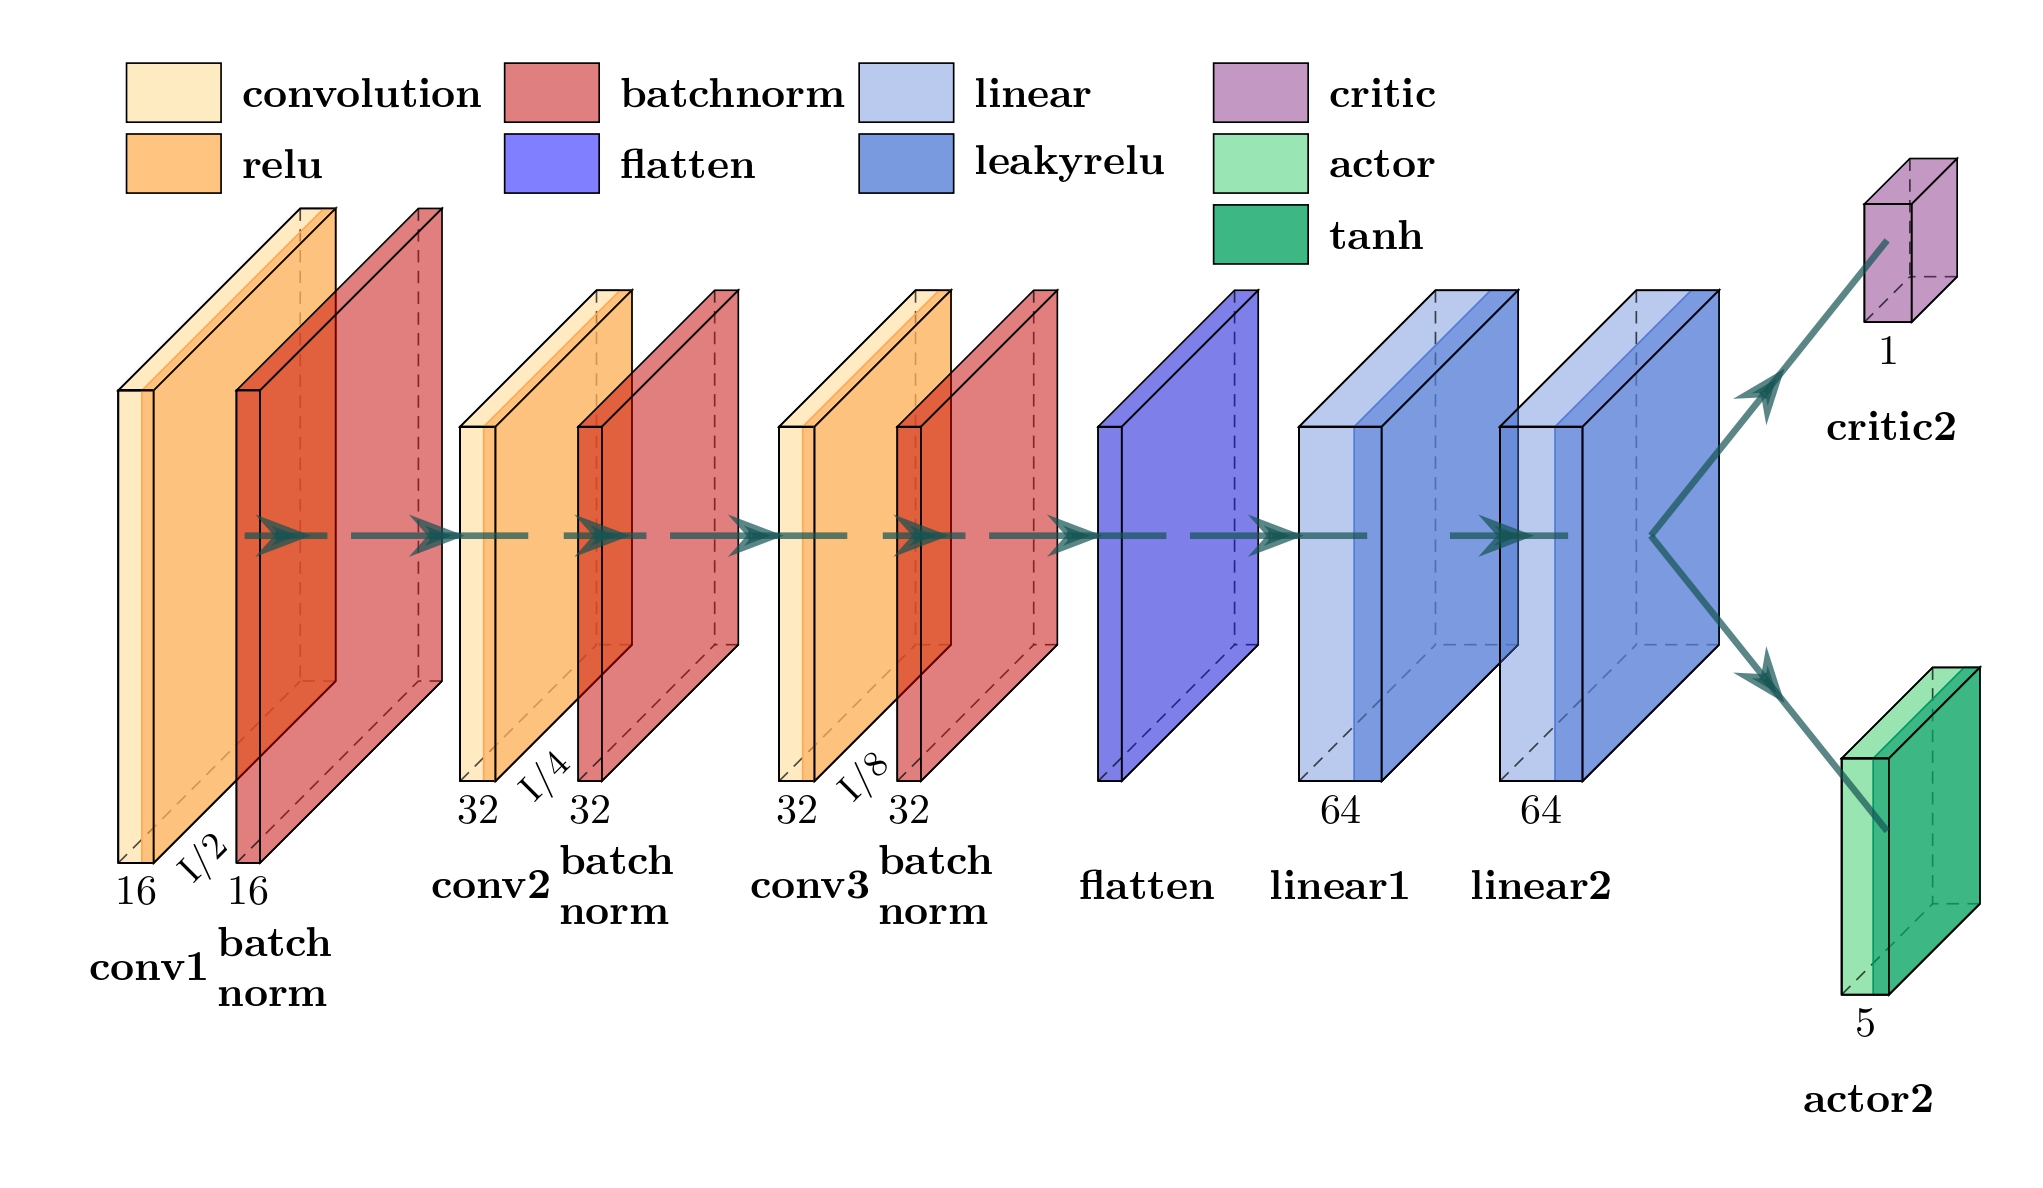 convolution
batchnorm
linear
critic
relu
flatten
leakyrelu
actor
tanh
1
critic2
16
I/2
16
conv1
batch
norm
32
I/4
32
conv2
batch
norm
32
I/8
32
conv3
batch
norm
flatten
64
linear1
64
linear2
5
actor2